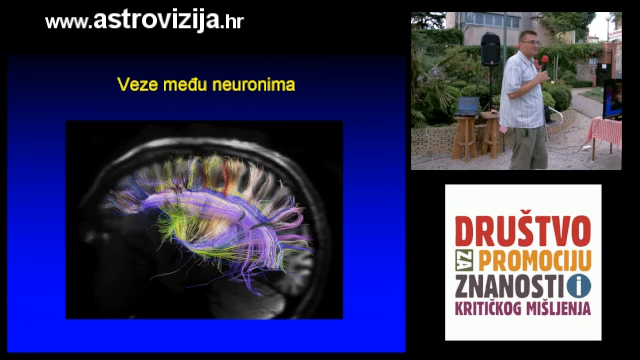 www.astrovizija.hr
Veze među neuronima
DRUŠTVO
ZA PROMOCIJU
ZNANOSTI i
KRITIČKOG MIŠLJENJA